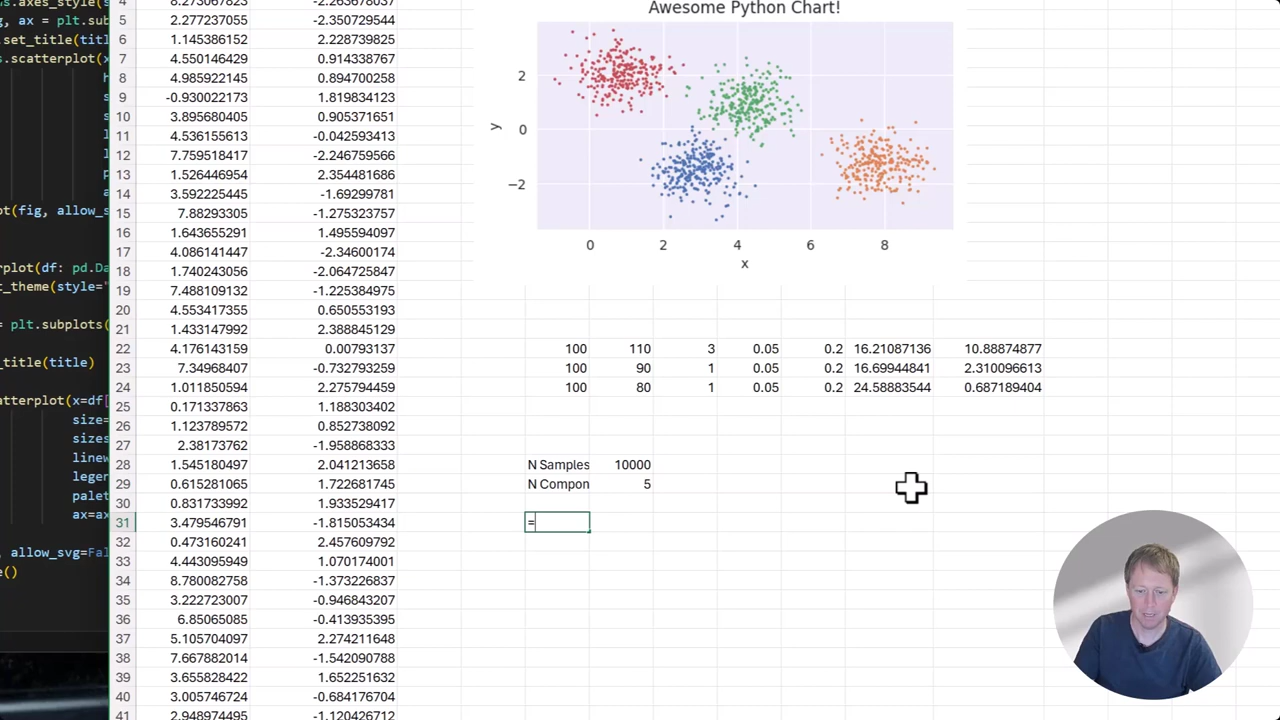 s.axes_style(
, ax = plt.sub
.set_title(titl
s.scatterplot(x
h
s
s
l
l
p
a
ot(fig, allow_s
rplot(df: pd.Da
t_theme(style="
= plt.subplots(
_title(title)
atterplot(x=df[
size=
sizes
linew
leger
palet
ax=ax
, allow_svg=Fal
e()
4 8.273067823 -2.263678037
5 2.277237055 -2.350729544
6 1.145386152 2.228739825
7 4.550146429 0.914338767
8 4.985922145 0.894700258
9 -0.930022173 1.819834123
10 3.895680405 0.905371651
11 4.536155613 -0.042593413
12 7.759518417 -2.246759566
13 1.526446954 2.354481686
14 3.592225445 -1.69299781
15 7.88293305 -1.275323757
16 1.643655291 1.495594097
17 4.086141447 -2.34600174
18 1.740243056 -2.064725847
19 7.488109132 -1.225384975
20 4.553417355 0.650553193
21 1.433147992 2.388845129
22 4.176143159 0.00793137 100 110 3 0.05 0.2 16.21087136 10.88874877
23 7.34968407 -0.732793259 100 90 1 0.05 0.2 16.69944841 2.310096613
24 1.011850594 2.275794459 100 80 1 0.05 0.2 24.58883544 0.687189404
25 0.171337863 1.188303402
26 1.123789572 0.852738092
27 2.38173762 -1.958868333
28 1.545180497 2.041213658 N Samples 10000
29 0.615281065 1.722681745 N Compon 5
30 0.831733992 1.933529417
31 3.479546791 -1.815053434 =
32 0.473160241 2.457609792
33 4.443095949 1.070174001
34 8.780082758 -1.373226837
35 3.222723007 -0.946843207
36 6.85065085 -0.413935395
37 5.105704097 2.274211648
38 7.667882014 -1.542090788
39 3.655828422 1.652251632
40 3.005746724 -0.684176704
41 2.948974495 -1.120426712
Awesome Python Chart!
y
2
0
−2
0 2 4 6 8
x